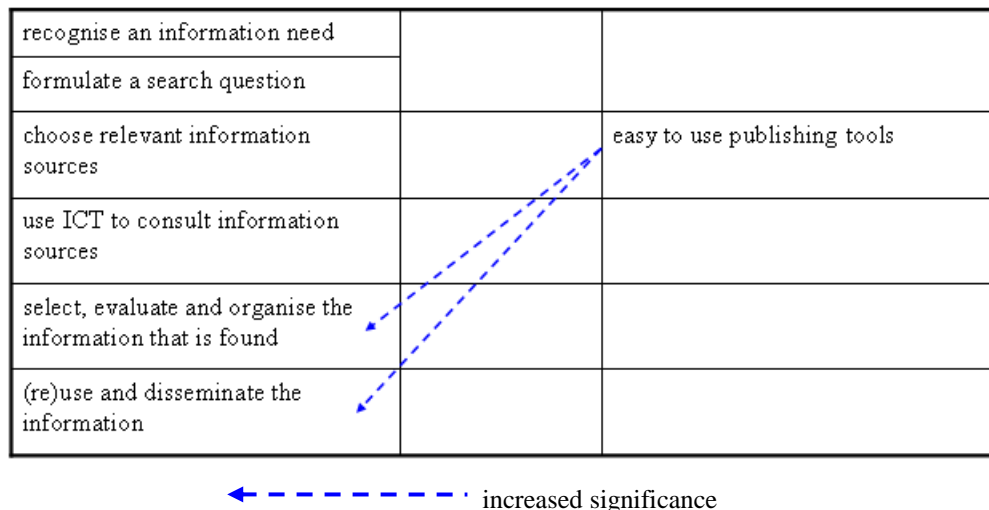 recognise an information need
formulate a search question
choose relevant information
sources
easy to use publishing tools
use ICT to consult information
sources
select, evaluate and organise the
information that is found
(re)use and disseminate the
information
increased significance